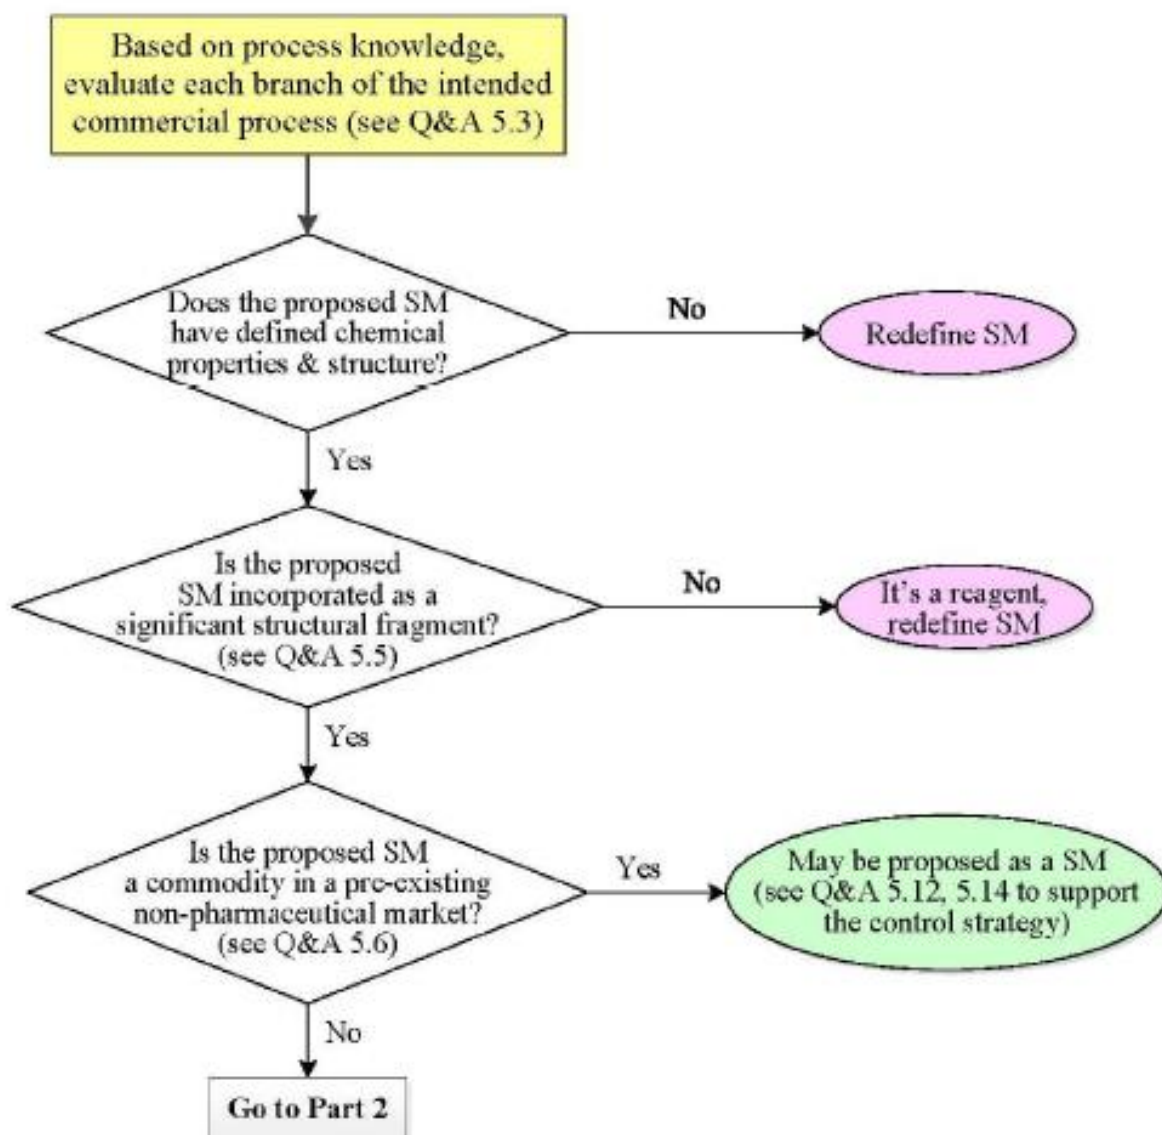 Based on process knowledge,
evaluate each branch of the intended
commercial process (see Q&A 5.3)
Does the proposed SM
have defined chemical
properties & structure?
No
Redefine SM
Yes
Is the proposed
SM incorporated as a
significant structural fragment?
(see Q&A 5.5)
No
It's a reagent,
redefine SM
Yes
Is the proposed SM
a commodity in a pre-existing
non-pharmaceutical market?
(see Q&A 5.6)
Yes
May be proposed as a SM
(see Q&A 5.12, 5.14 to support
the control strategy)
No
Go to Part 2